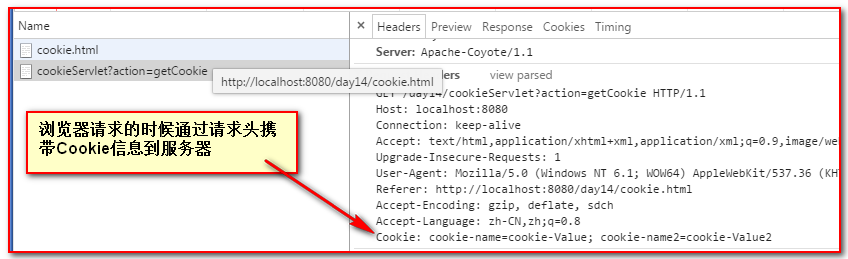 Name
cookie.html
cookieServlet?action=getCookie
http://localhost:8080/day14/cookie.html
浏览器请求的时候通过请求头携
带Cookie信息到服务器
× Headers Preview Response Cookies Timing
Server: Apache-Coyote/1.1
view parsed
GET /day14/cookieServlet?action=getCookie HTTP/1.1
Host: localhost:8080
Connection: keep-alive
Accept: text/html,application/xhtml+xml,application/xml;q=0.9,image/we
Upgrade-Insecure-Requests: 1
User-Agent: Mozilla/5.0 (Windows NT 6.1; WOW64) AppleWebKit/537.36 (KH
Referer: http://localhost:8080/day14/cookie.html
Accept-Encoding: gzip, deflate, sdch
Accept-Language: zh-CN,zh;q=0.8
Cookie: cookie-name=cookie-Value; cookie-name2=cookie-Value2